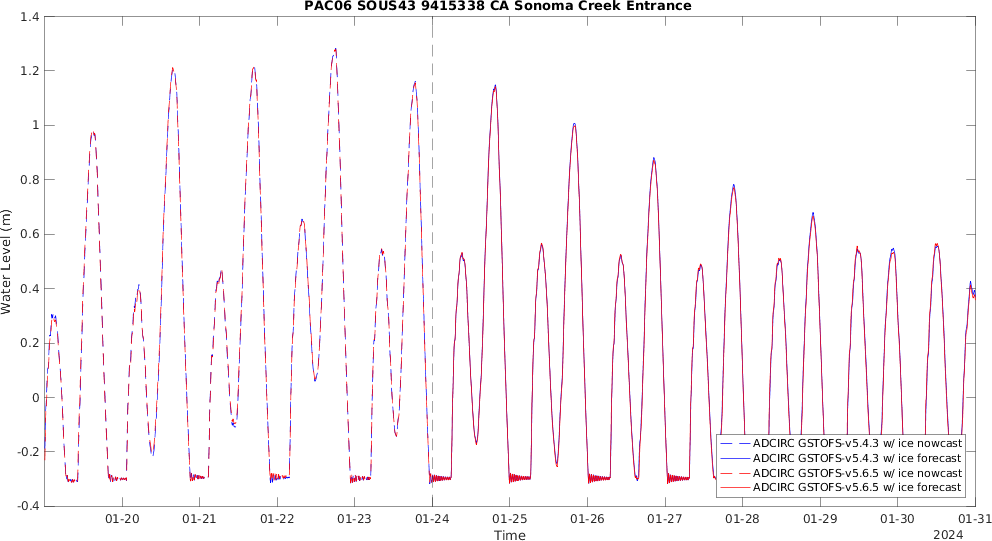 PAC06 SOUS43 9415338 CA Sonoma Creek Entrance
1.4
1.2
1
0.8
0.6
0.4
0.2
0
-0.2
-0.4
Water Level (m)
ADCIRC GSTOFS-v5.4.3 w/ ice nowcast
ADCIRC GSTOFS-v5.4.3 w/ ice forecast
ADCIRC GSTOFS-v5.6.5 w/ ice nowcast
ADCIRC GSTOFS-v5.6.5 w/ ice forecast
01-20 01-21 01-22 01-23 01-24 01-25 01-26 01-27 01-28 01-29 01-30 01-31
Time
2024